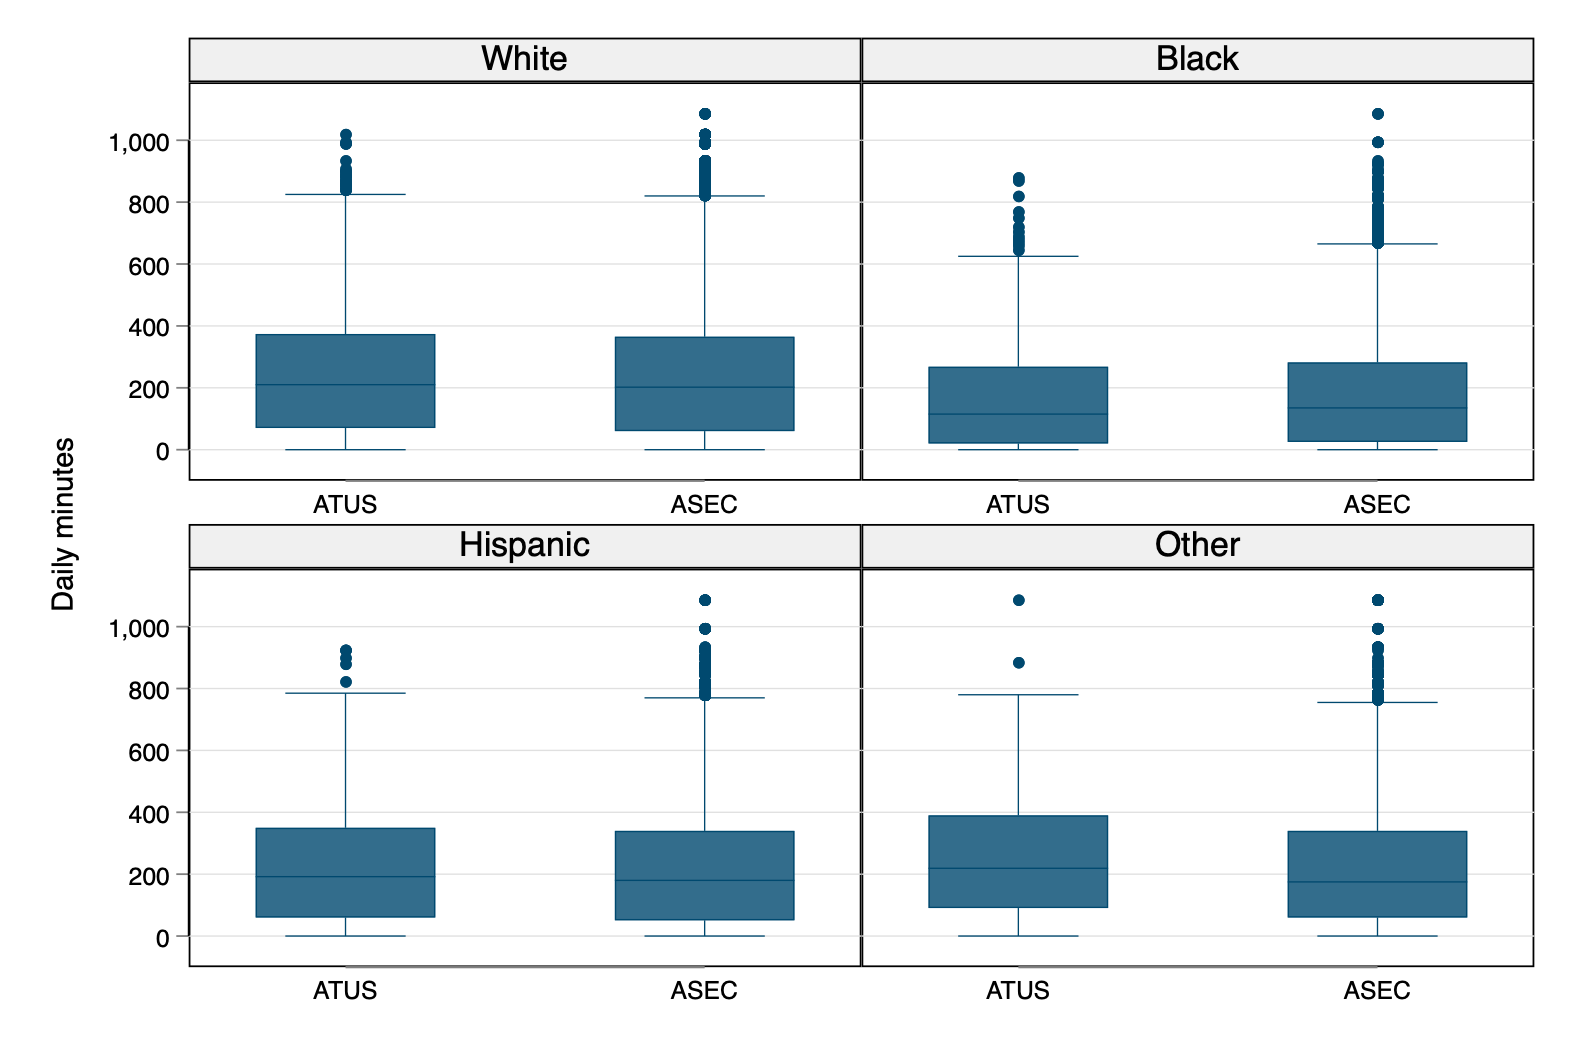 Daily minutes
White
Black
1,000
800
600
400
200
0
ATUS
ASEC
ATUS
ASEC
Hispanic
Other
1,000
800
600
400
200
0
ATUS
ASEC
ATUS
ASEC